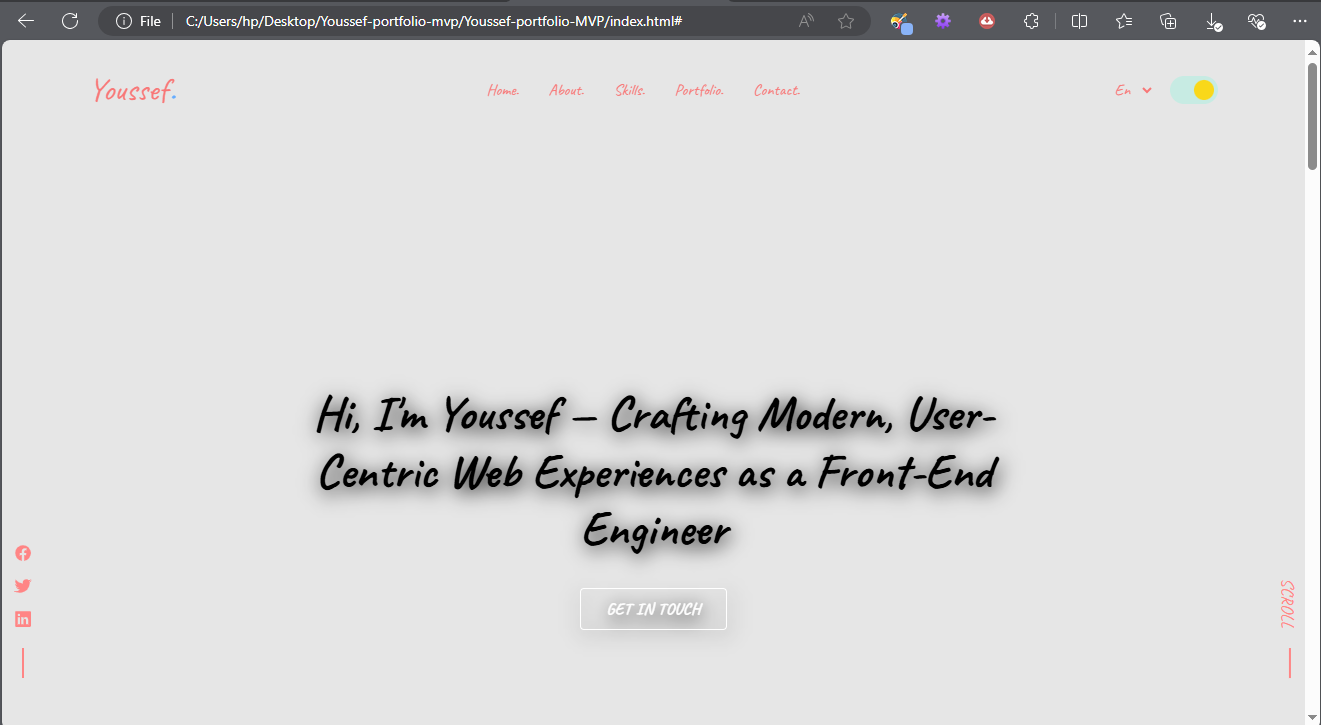 File C:/Users/hp/Desktop/Youssef-portfolio-mvp/Youssef-portfolio-MVP/index.html#
Youssef.
Home. About. Skills. Portfolio. Contact.
En
Hi, I'm Youssef – Crafting Modern, User-
Centric Web Experiences as a Front-End
Engineer
GET IN TOUCH
SCROLL